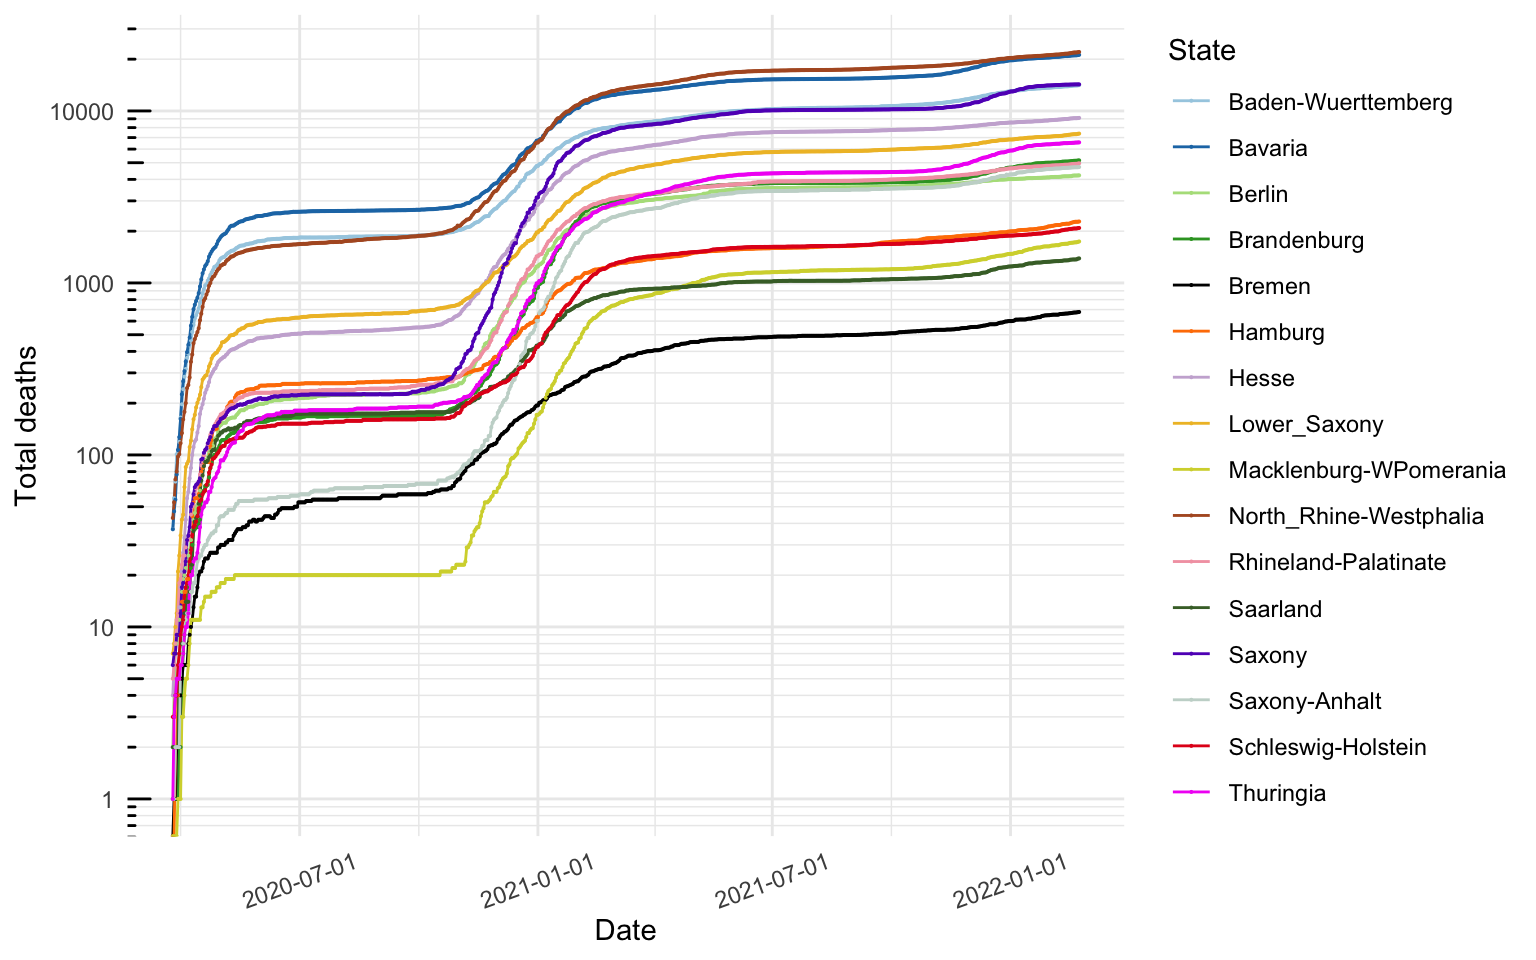 Total deaths
10000
1000
100
10
1
2020-07-01
2021-01-01
2021-07-01
2022-01-01
Date
State
Baden-Wuerttemberg
Bavaria
Berlin
Brandenburg
Bremen
Hamburg
Hesse
Lower_Saxony
Macklenburg-WPomerania
North_Rhine-Westphalia
Rhineland-Palatinate
Saarland
Saxony
Saxony-Anhalt
Schleswig-Holstein
Thuringia